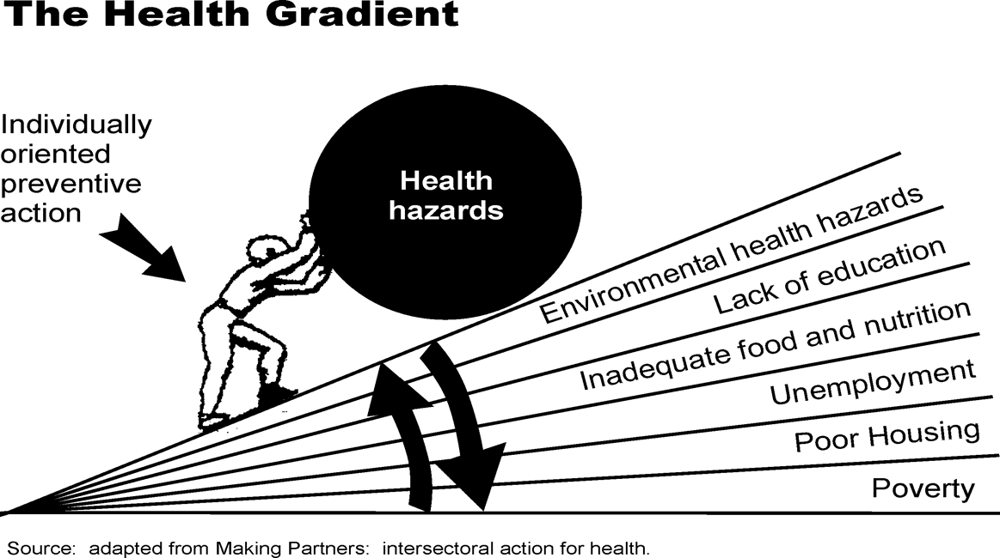 The Health Gradient
Individually
oriented
preventive
action
Health
hazards
Environmental health hazards
Lack of education
Inadequate food and nutrition
Unemployment
Poor Housing
Poverty
Source:  adapted from Making Partners:  intersectoral action for health.